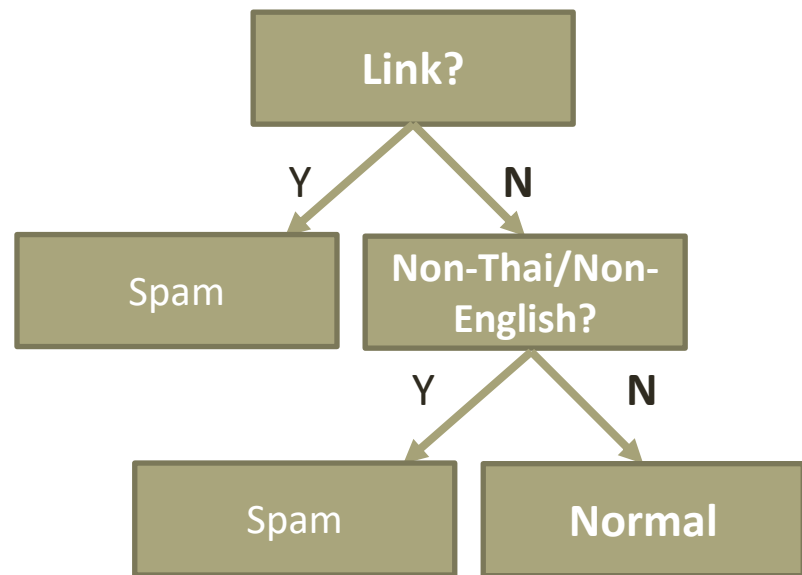 Link?
Y
N
Spam
Non-Thai/Non-
English?
Y
N
Spam
Normal